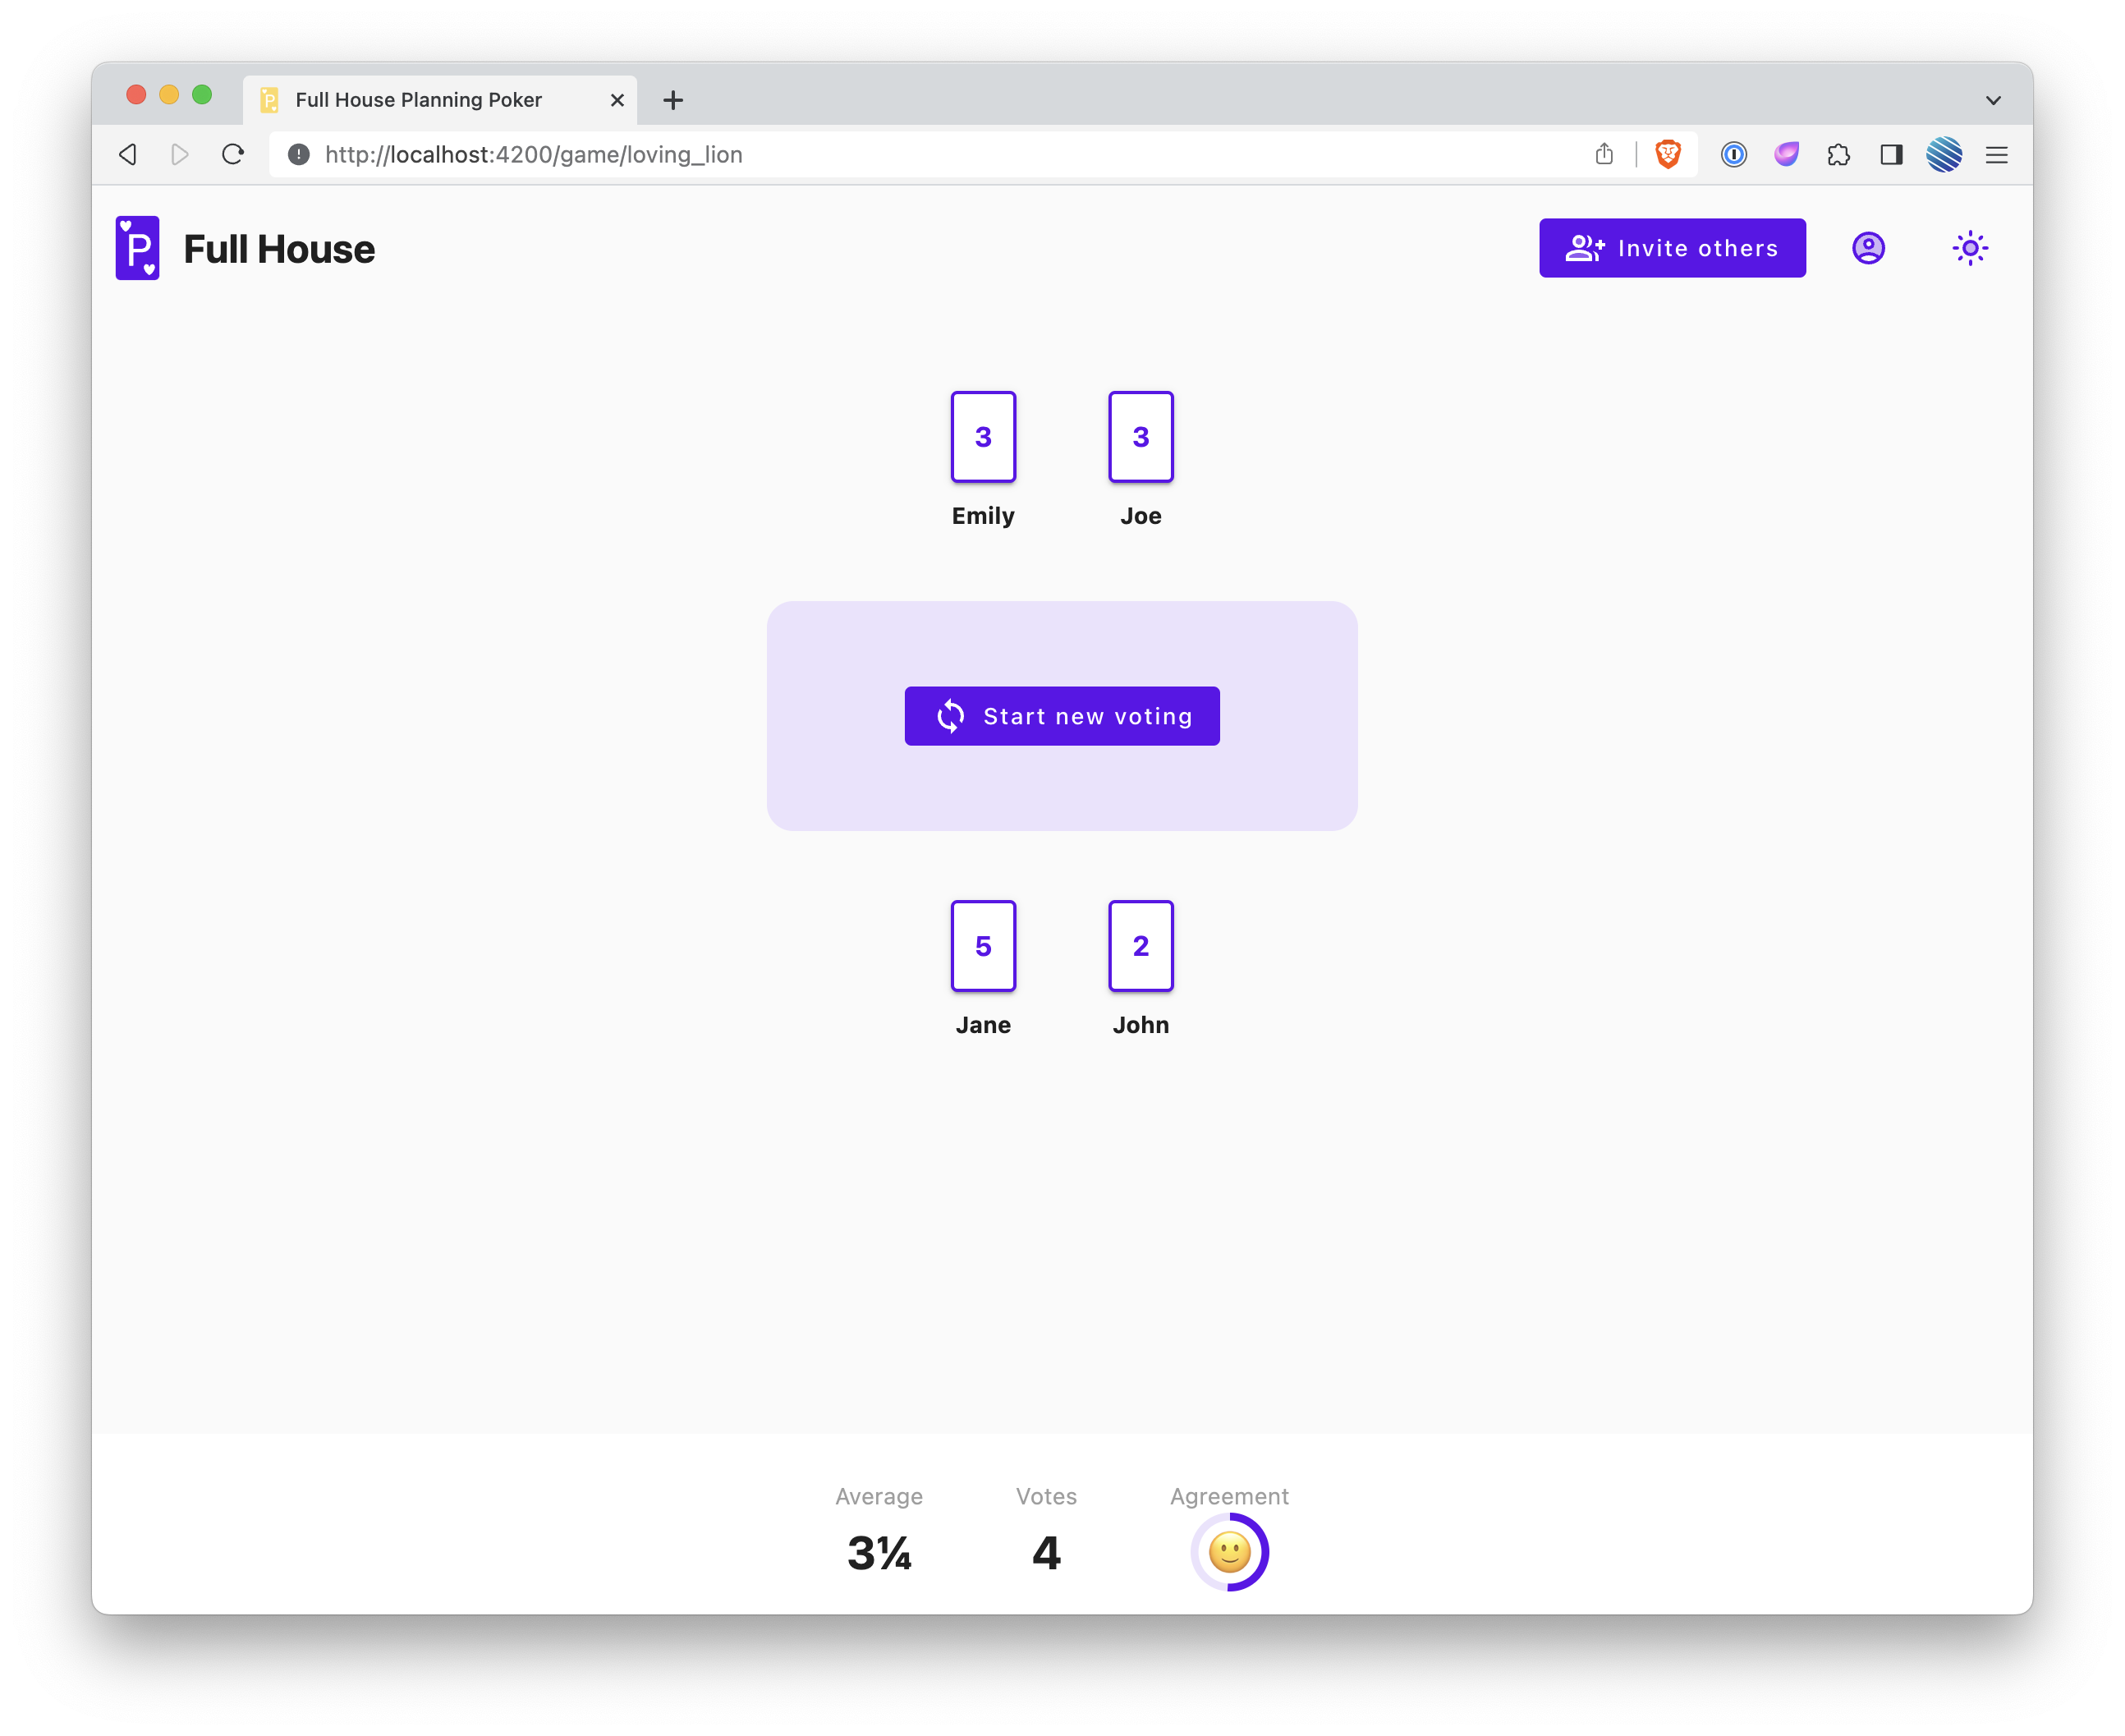 Full House Planning Poker
http://localhost:4200/game/loving_lion
P
Full House
Invite others
3
3
Emily
Joe
Start new voting
5
2
Jane
John
Average
Votes
Agreement
3¼
4